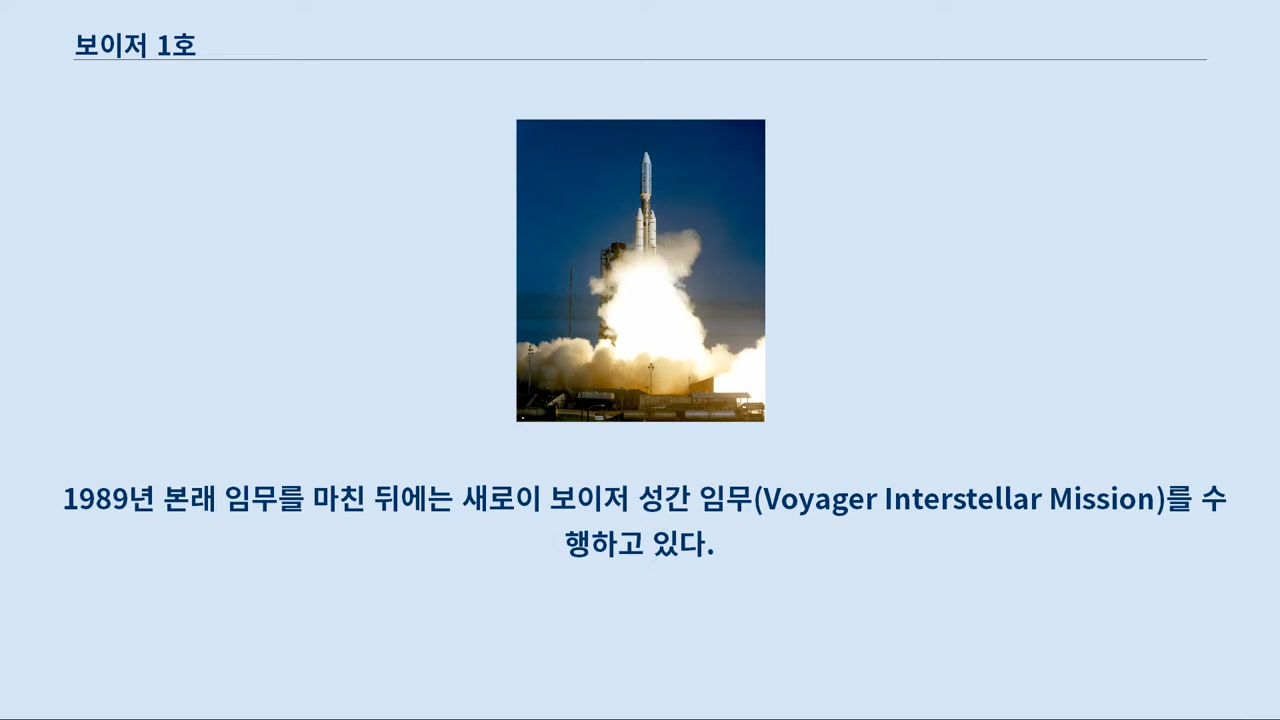 보이저 1호
1989년 본래 임무를 마친 뒤에는 새로이 보이저 성간 임무(Voyager Interstellar Mission)를 수
행하고 있다.